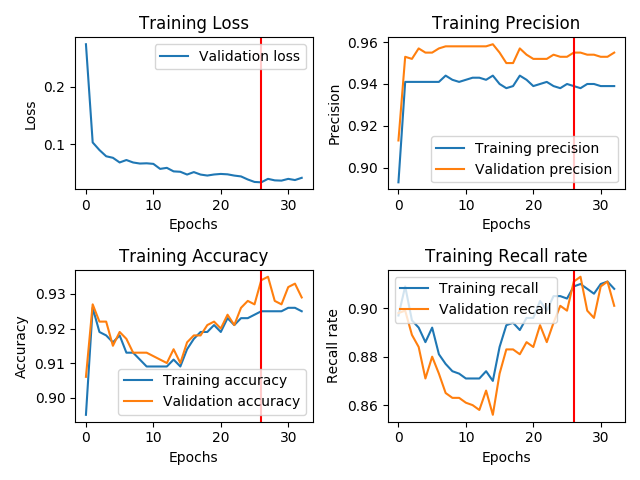 Training Loss
Validation loss
0.2
0.1
Loss
0 10 20 30
Epochs
Training Precision
0.96
0.94
0.92
0.90
Precision
Training precision
Validation precision
0 10 20 30
Epochs
Training Accuracy
0.93
0.92
0.91
0.90
Accuracy
Training accuracy
Validation accuracy
0 10 20 30
Epochs
Training Recall rate
Training recall
Validation recall
0.90
0.88
0.86
Recall rate
0 10 20 30
Epochs